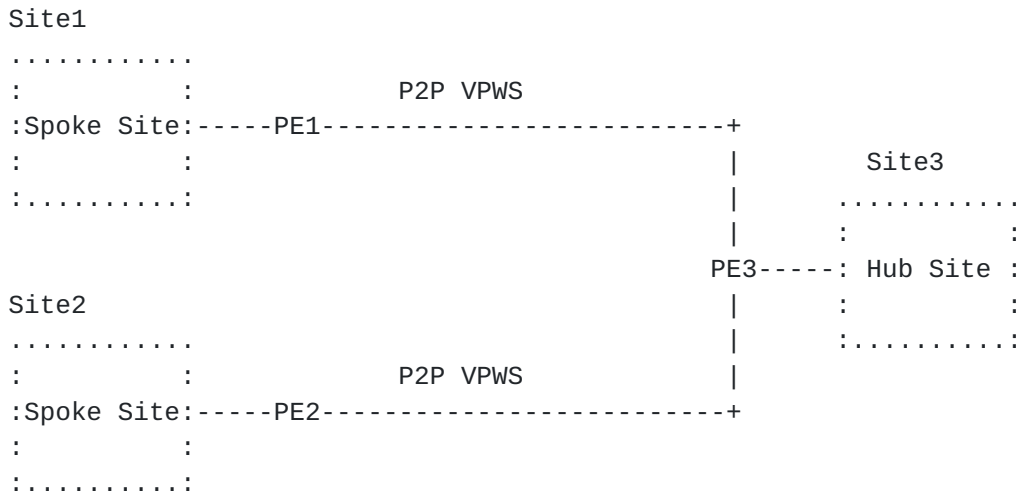 Site1
............
:          :             P2P VPWS
:Spoke Site:-----PE1--------------------------+
:          :                                  |        Site3
:..........:                                  |      ............
                                              |      :          :
                                             PE3-----: Hub Site :
Site2                                         |      :          :
............                                  |      :..........:
:          :             P2P VPWS             |
:Spoke Site:-----PE2--------------------------+
:          :
:..........: